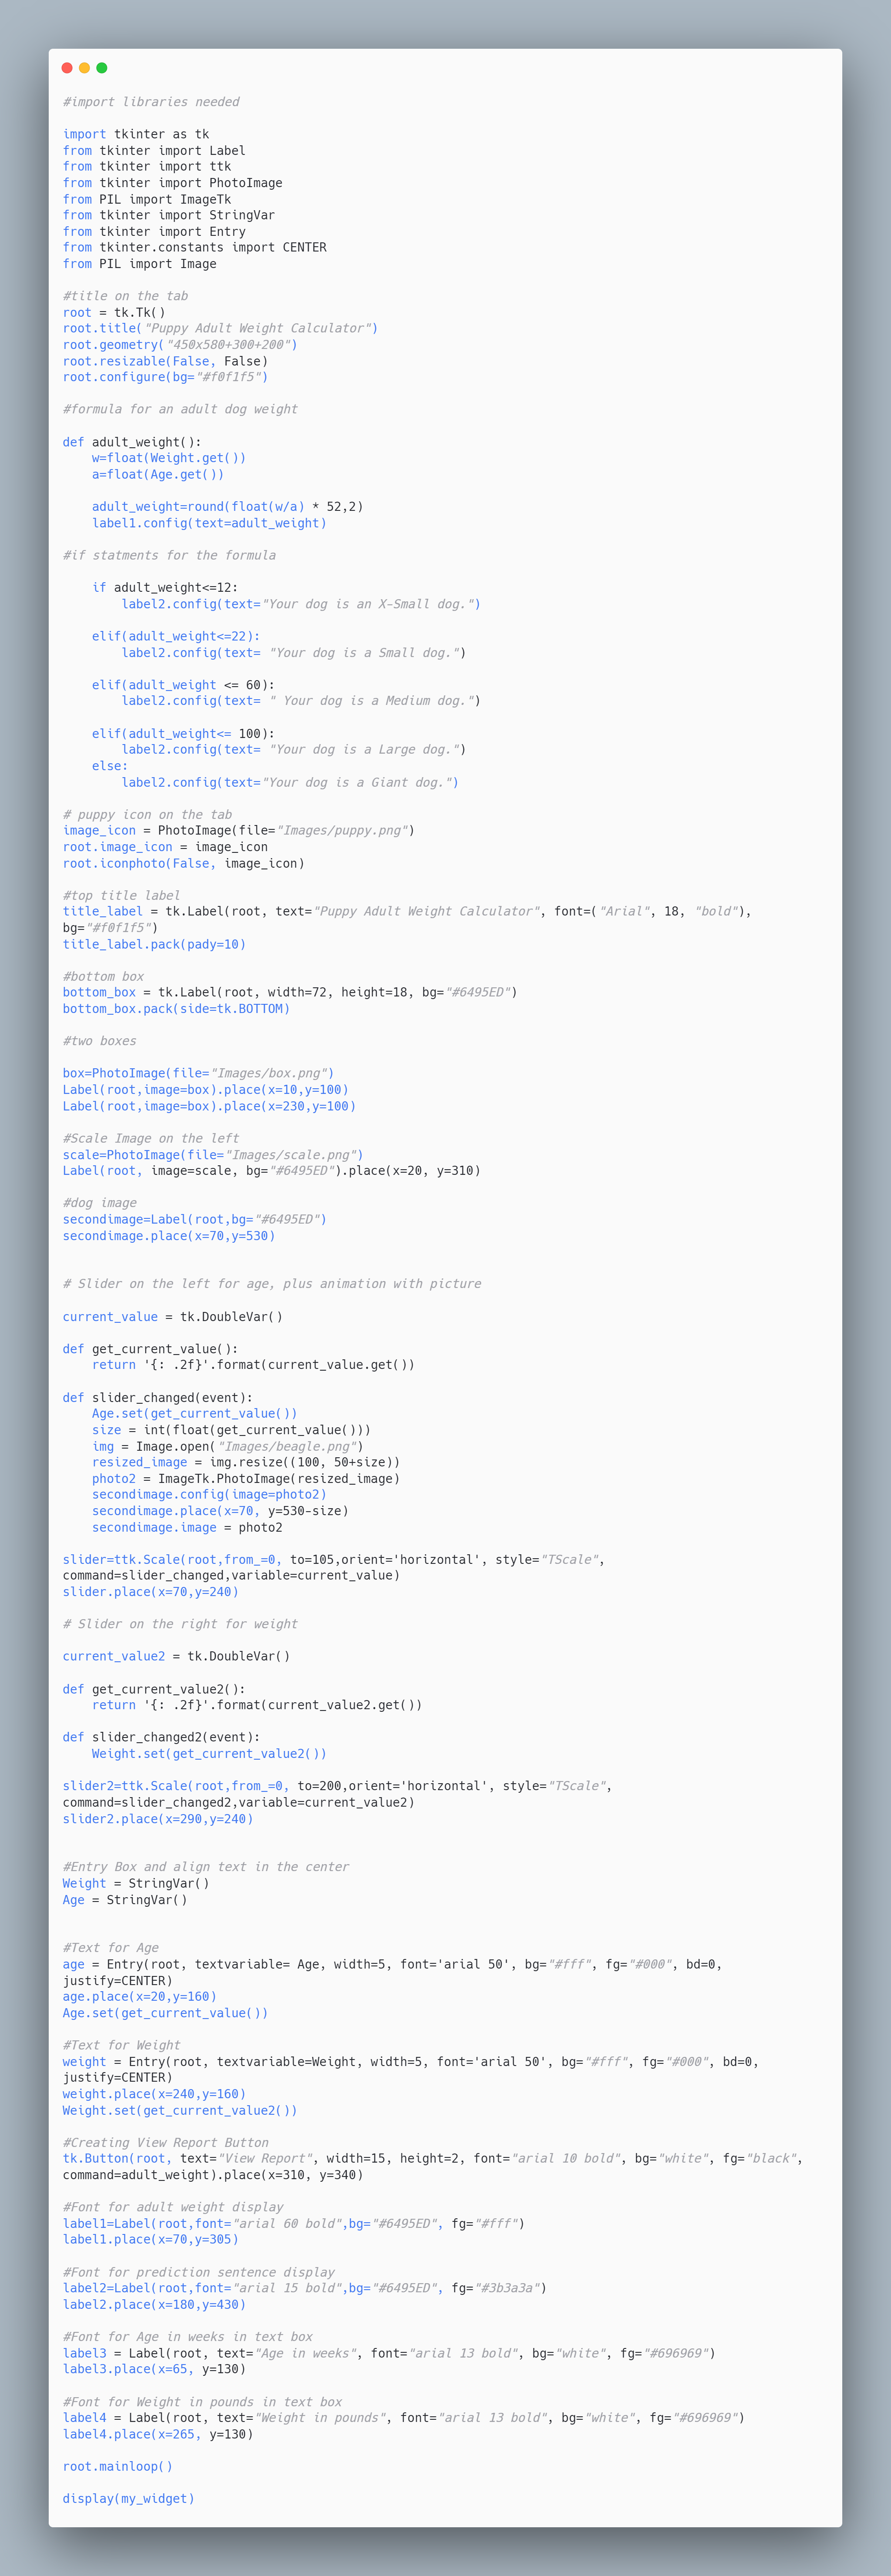 #import libraries needed

import tkinter as tk
from tkinter import Label
from tkinter import ttk
from tkinter import PhotoImage
from PIL import ImageTk
from tkinter import StringVar
from tkinter import Entry
from tkinter.constants import CENTER
from PIL import Image

#title on the tab
root = tk.Tk()
root.title("Puppy Adult Weight Calculator")
root.geometry("450x580+300+200")
root.resizable(False, False)
root.configure(bg="#f0f1f5")

#formula for an adult dog weight

def adult_weight():
    w=float(Weight.get())
    a=float(Age.get())

    adult_weight=round(float(w/a) * 52,2)
    label1.config(text=adult_weight)

#if statments for the formula

    if adult_weight<=12:
        label2.config(text="Your dog is an X-Small dog.")

    elif(adult_weight<=22):
        label2.config(text= "Your dog is a Small dog.")

    elif(adult_weight <= 60):
        label2.config(text= " Your dog is a Medium dog.")

    elif(adult_weight<= 100):
        label2.config(text= "Your dog is a Large dog.")
    else:
        label2.config(text="Your dog is a Giant dog.")

# puppy icon on the tab
image_icon = PhotoImage(file="Images/puppy.png")
root.image_icon = image_icon
root.iconphoto(False, image_icon)

#top title label
title_label = tk.Label(root, text="Puppy Adult Weight Calculator", font=("Arial", 18, "bold"),
bg="#f0f1f5")
title_label.pack(pady=10)

#bottom box
bottom_box = tk.Label(root, width=72, height=18, bg="#6495ED")
bottom_box.pack(side=tk.BOTTOM)

#two boxes

box=PhotoImage(file="Images/box.png")
Label(root,image=box).place(x=10,y=100)
Label(root,image=box).place(x=230,y=100)

#Scale Image on the left
scale=PhotoImage(file="Images/scale.png")
Label(root, image=scale, bg="#6495ED").place(x=20, y=310)

#dog image
secondimage=Label(root,bg="#6495ED")
secondimage.place(x=70,y=530)


# Slider on the left for age, plus animation with picture

current_value = tk.DoubleVar()

def get_current_value():
    return '{: .2f}'.format(current_value.get())

def slider_changed(event):
    Age.set(get_current_value())
    size = int(float(get_current_value()))
    img = Image.open("Images/beagle.png")
    resized_image = img.resize((100, 50+size))
    photo2 = ImageTk.PhotoImage(resized_image)
    secondimage.config(image=photo2)
    secondimage.place(x=70, y=530-size)
    secondimage.image = photo2

slider=ttk.Scale(root,from_=0, to=105,orient='horizontal', style="TScale",
command=slider_changed,variable=current_value)
slider.place(x=70,y=240)

# Slider on the right for weight

current_value2 = tk.DoubleVar()

def get_current_value2():
    return '{: .2f}'.format(current_value2.get())

def slider_changed2(event):
    Weight.set(get_current_value2())

slider2=ttk.Scale(root,from_=0, to=200,orient='horizontal', style="TScale",
command=slider_changed2,variable=current_value2)
slider2.place(x=290,y=240)


#Entry Box and align text in the center
Weight = StringVar()
Age = StringVar()


#Text for Age
age = Entry(root, textvariable= Age, width=5, font='arial 50', bg="#fff", fg="#000", bd=0,
justify=CENTER)
age.place(x=20,y=160)
Age.set(get_current_value())

#Text for Weight
weight = Entry(root, textvariable=Weight, width=5, font='arial 50', bg="#fff", fg="#000", bd=0,
justify=CENTER)
weight.place(x=240,y=160)
Weight.set(get_current_value2())

#Creating View Report Button
tk.Button(root, text="View Report", width=15, height=2, font="arial 10 bold", bg="white", fg="black",
command=adult_weight).place(x=310, y=340)

#Font for adult weight display
label1=Label(root,font="arial 60 bold",bg="#6495ED", fg="#fff")
label1.place(x=70,y=305)

#Font for prediction sentence display
label2=Label(root,font="arial 15 bold",bg="#6495ED", fg="#3b3a3a")
label2.place(x=180,y=430)

#Font for Age in weeks in text box
label3 = Label(root, text="Age in weeks", font="arial 13 bold", bg="white", fg="#696969")
label3.place(x=65, y=130)

#Font for Weight in pounds in text box
label4 = Label(root, text="Weight in pounds", font="arial 13 bold", bg="white", fg="#696969")
label4.place(x=265, y=130)

root.mainloop()

display(my_widget)